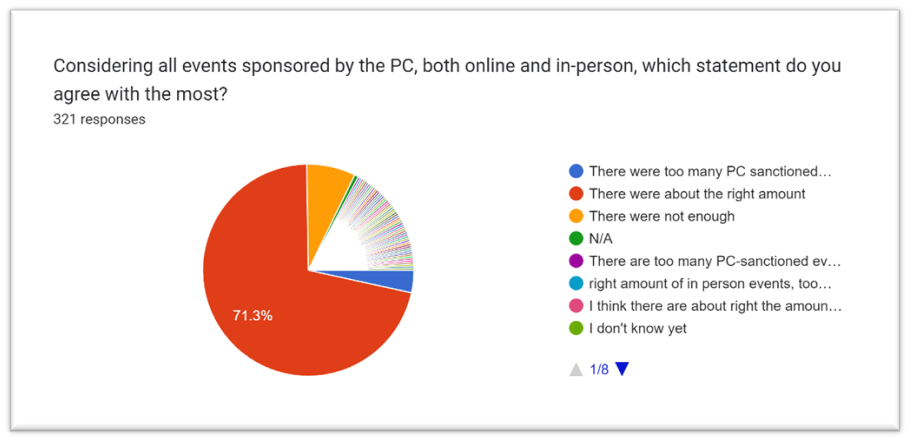 Considering all events sponsored by the PC, both online and in-person, which statement do you
agree with the most?
321 responses
71.3%
There were too many PC sanctioned…
There were about the right amount
There were not enough
N/A
There are too many PC-sanctioned ev…
right amount of in person events, too…
I think there are about right the amoun…
I don't know yet
1/8